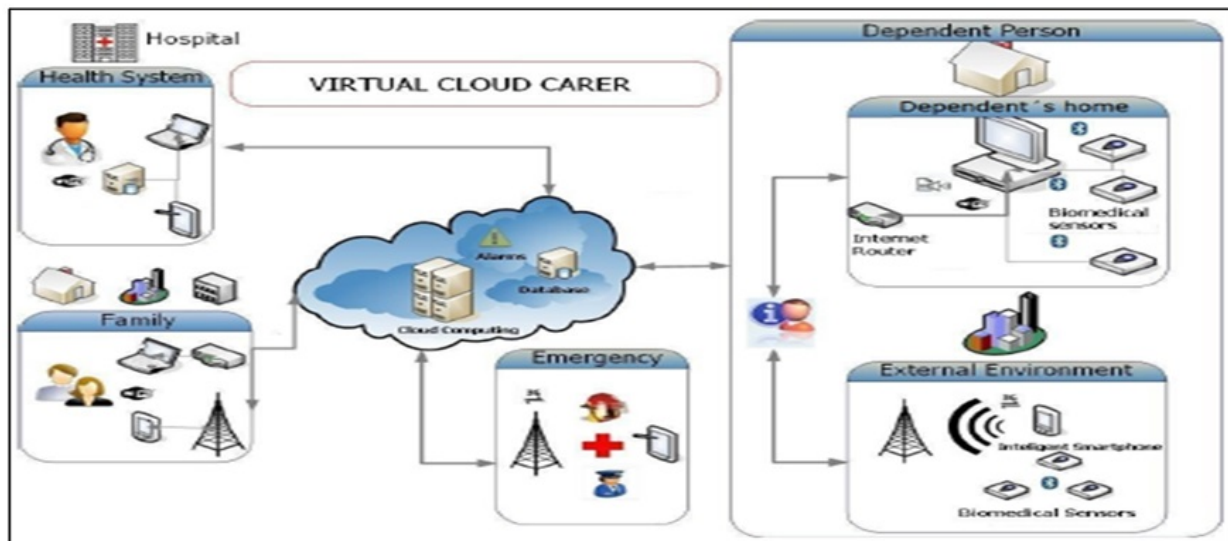 Hospital
Health System
VIRTUAL CLOUD CARER
Dependent Person
Dependent´s home
Biomedical
sensors
Internet
Router
Alarms
Database
Cloud Computing
Family
Emergency
External Environment
Inteligent Smartphone
Biomedical Sensors